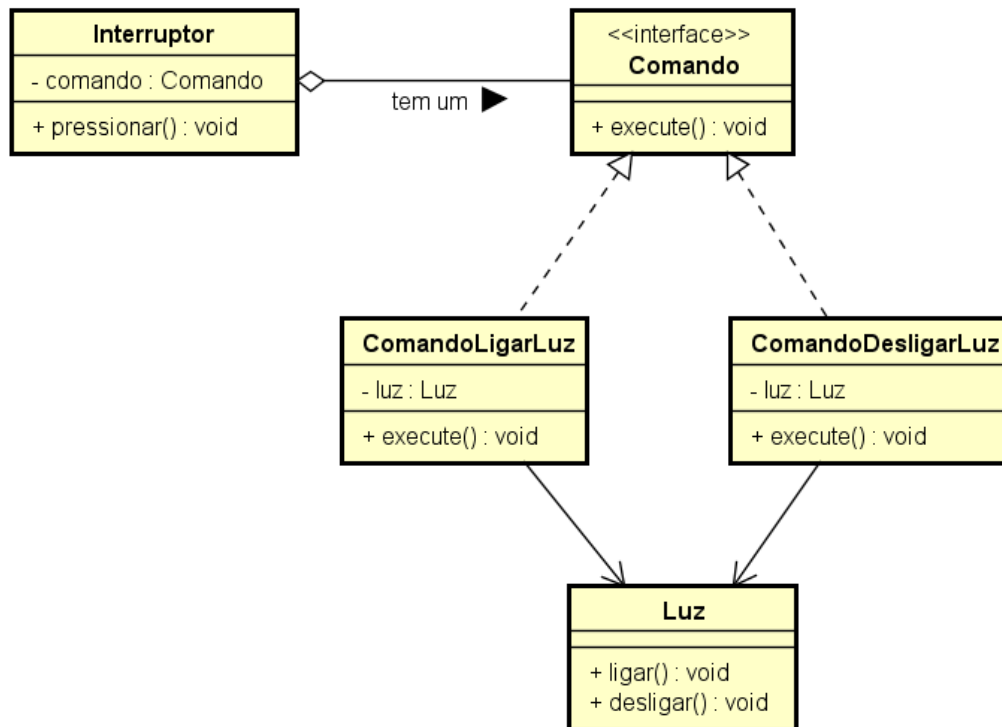 Interruptor
- comando : Comando
+ pressionar() : void
tem um
<<interface>>
Comando
+ execute() : void
ComandoLigarLuz
- luz : Luz
+ execute() : void
ComandoDesligarLuz
- luz : Luz
+ execute() : void
Luz
+ ligar() : void
+ desligar() : void